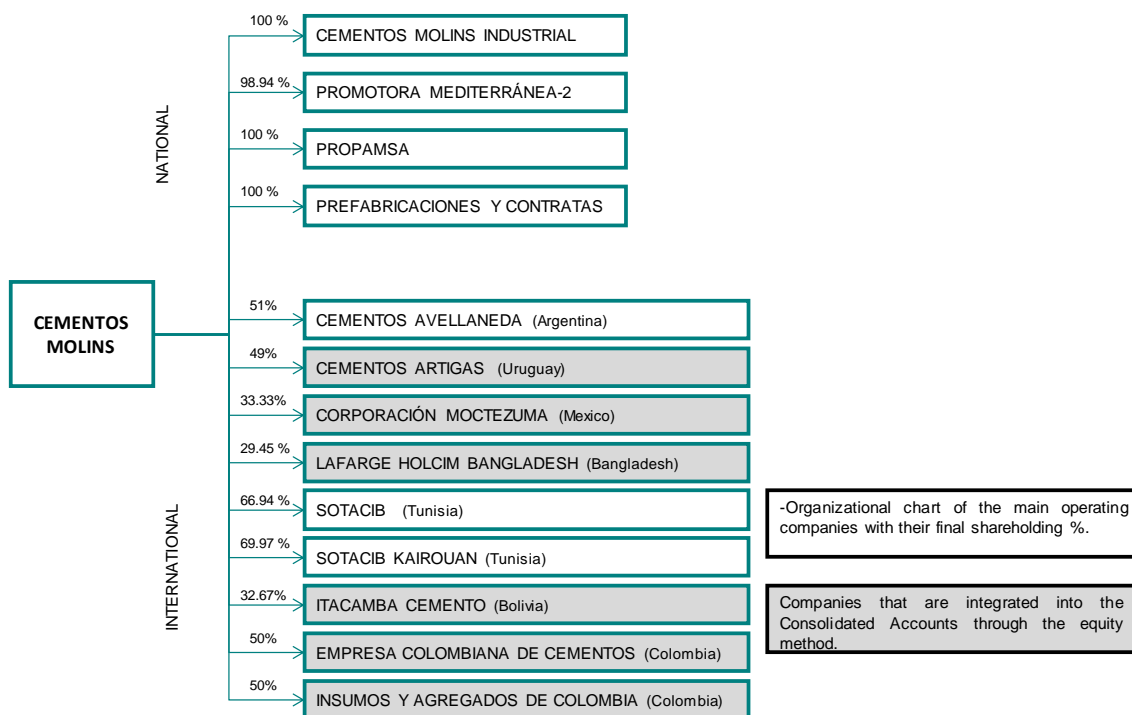 100 %
CEMENTOS MOLINS INDUSTRIAL
98.94 %
PROMOTORA MEDITERRÁNEA-2
NATIONAL
100 %
PROPAMSA
100 %
PREFABRICACIONES Y CONTRATAS
CEMENTOS
MOLINS
51%
CEMENTOS AVELLANEDA (Argentina)
49%
CEMENTOS ARTIGAS (Uruguay)
33.33%
CORPORACIÓN MOCTEZUMA (Mexico)
29.45 %
LAFARGE HOLCIM BANGLADESH (Bangladesh)
INTERNATIONAL
66.94 %
SOTACIB (Tunisia)
69.97 %
SOTACIB KAIROUAN (Tunisia)
32.67%
ITACAMBA CEMENTO (Bolivia)
50%
EMPRESA COLOMBIANA DE CEMENTOS (Colombia)
50%
INSUMOS Y AGREGADOS DE COLOMBIA (Colombia)
-Organizational chart of the main operating
companies with their final shareholding %.
Companies that are integrated into the
Consolidated Accounts through the equity
method.